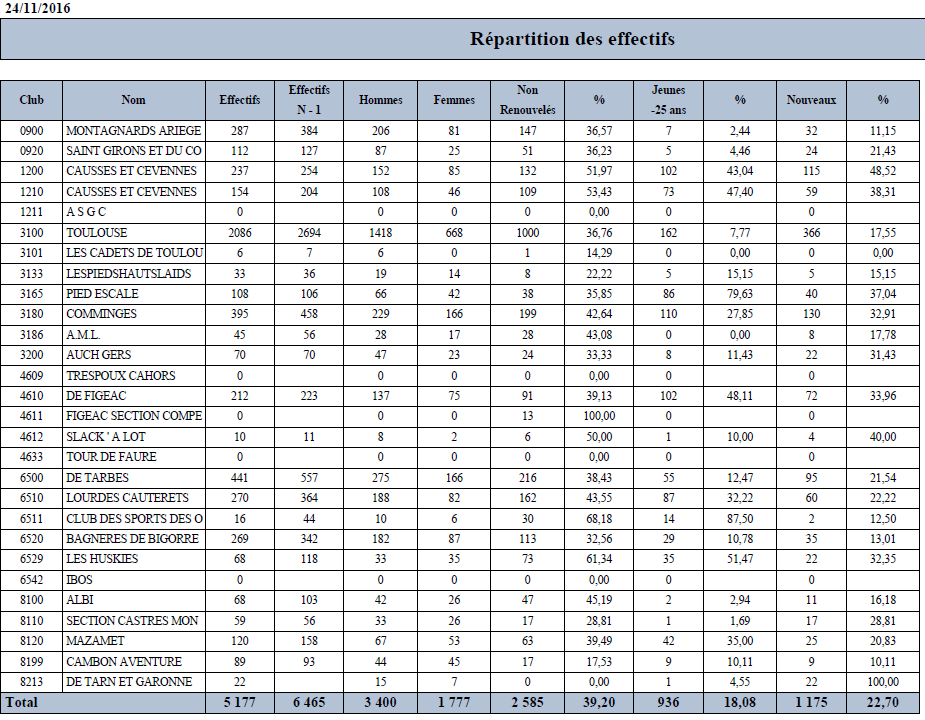 24/11/2016
Répartition des effectifs
Club Nom Effectifs Effectifs N - 1 Hommes Femmes Non Renouvelés % Jeunes -25 ans % Nouveaux %
0900 MONTAGNARDS ARIEGE 287 384 206 81 147 36,57 7 2,44 32 11,15
0920 SAINT GIRONS ET DU CO 112 127 87 25 51 36,23 5 4,46 24 21,43
1200 CAUSSES ET CEVENNES 237 254 152 85 132 51,97 102 43,04 115 48,52
1210 CAUSSES ET CEVENNES 154 204 108 46 109 53,43 73 47,40 59 38,31
1211 A S G C 0 0 0 0 0,00 0 0
3100 TOULOUSE 2086 2694 1418 668 1000 36,76 162 7,77 366 17,55
3101 LES CADETS DE TOULOU 6 7 6 0 1 14,29 0 0,00 0 0,00
3133 LESPIEDSHAUTSLAIDS 33 36 19 14 8 22,22 5 15,15 5 15,15
3165 PIED ESCALE 108 106 66 42 38 35,85 86 79,63 40 37,04
3180 COMMINGES 395 458 229 166 199 42,64 110 27,85 130 32,91
3186 A.M.L. 45 56 28 17 28 43,08 0 0,00 8 17,78
3200 AUCH GERS 70 70 47 23 24 33,33 8 11,43 22 31,43
4609 TRESPOUX CAHORS 0 0 0 0 0,00 0 0
4610 DE FIGEAC 212 223 137 75 91 39,13 102 48,11 72 33,96
4611 FIGEAC SECTION COMPE 0 0 0 13 100,00 0 0
4612 SLACK ' A LOT 10 11 8 2 6 50,00 1 10,00 4 40,00
4633 TOUR DE FAURE 0 0 0 0 0,00 0 0
6500 DE TARBES 441 557 275 166 216 38,43 55 12,47 95 21,54
6510 LOURDES CAUTERETS 270 364 188 82 162 43,55 87 32,22 60 22,22
6511 CLUB DES SPORTS DES O 16 44 10 6 30 68,18 14 87,50 2 12,50
6520 BAGNERES DE BIGORRE 269 342 182 87 113 32,56 29 10,78 35 13,01
6529 LES HUSKIES 68 118 33 35 73 61,34 35 51,47 22 32,35
6542 IBOS 0 0 0 0 0,00 0 0
8100 ALBI 68 103 42 26 47 45,19 2 2,94 11 16,18
8110 SECTION CASTRES MON 59 56 33 26 17 28,81 1 1,69 17 28,81
8120 MAZAMET 120 158 67 53 63 39,49 42 35,00 25 20,83
8199 CAMBON AVENTURE 89 93 44 45 17 17,53 9 10,11 9 10,11
8213 DE TARN ET GARONNE 22 15 7 0 0,00 1 4,55 22 100,00
Total 5 177 6 465 3 400 1 777 2 585 39,20 936 18,08 1 175 22,70